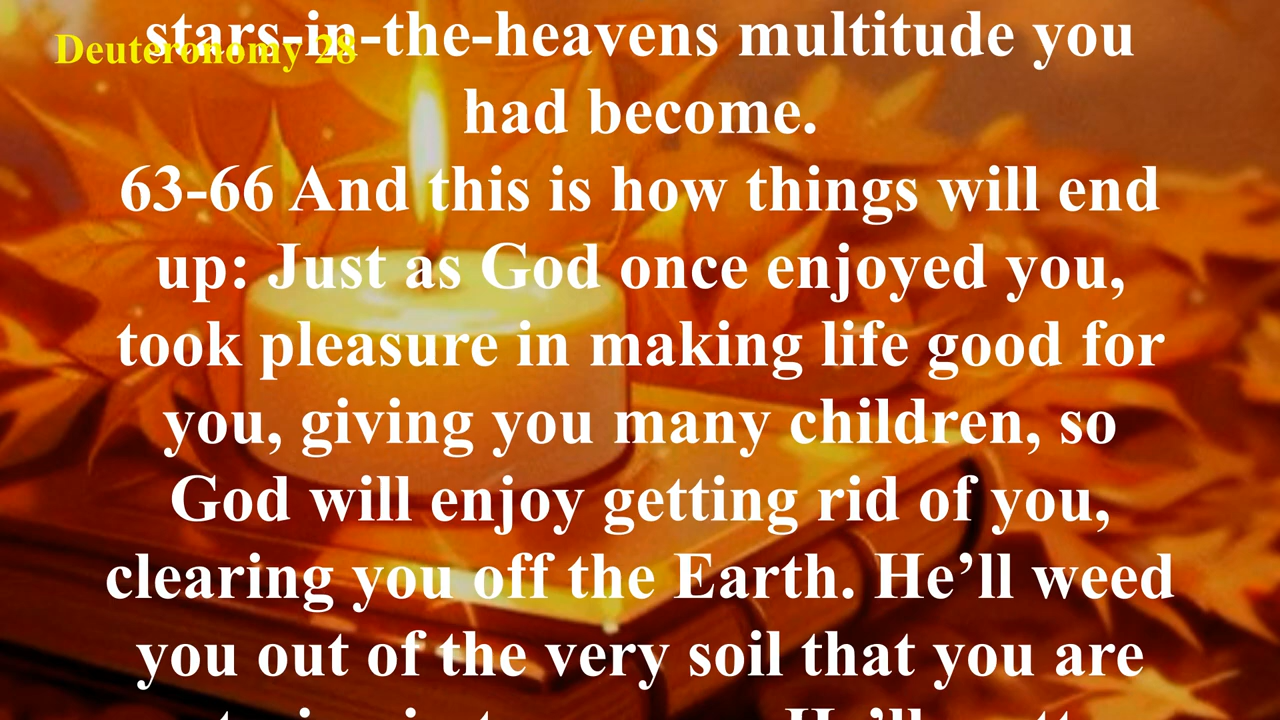 Deuteronomy 28
stars-in-the-heavens multitude you
had become.
63-66 And this is how things will end
up: Just as God once enjoyed you,
took pleasure in making life good for
you, giving you many children, so
God will enjoy getting rid of you,
clearing you off the Earth. He’ll weed
you out of the very soil that you are
He’ll